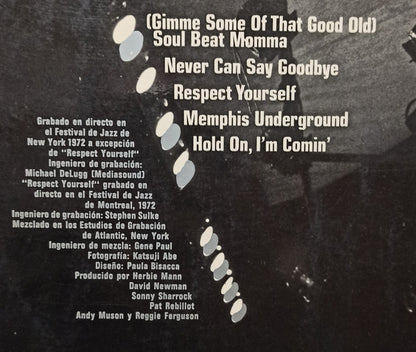 (Gimme Some Of That Good Old)
Soul Beat Momma
Never Can Say Goodbye
Respect Yourself
Memphis Underground
Hold On, I'm Comin'
Grabado en directo en
el Festival de Jazz de
New York 1972 a excepción
de "Respect Yourself"
Ingeniero de grabación:
Michael DeLugg (Mediasound)
"Respect Yourself" grabado en
directo en el Festival de Jazz
de Montreal, 1972
Ingeniero de grabación: Stephen Sulke
Mezclado en los Estudios de Grabación
de Atlantic, New York
Ingeniero de mezcla: Gene Paul
Fotografía: Katsuji Abe
Diseño: Paula Bisacca
Producido por Herbie Mann
David Newman
Sonny Sharrock
Pat Rebillot
Andy Muson y Reggie Ferguson